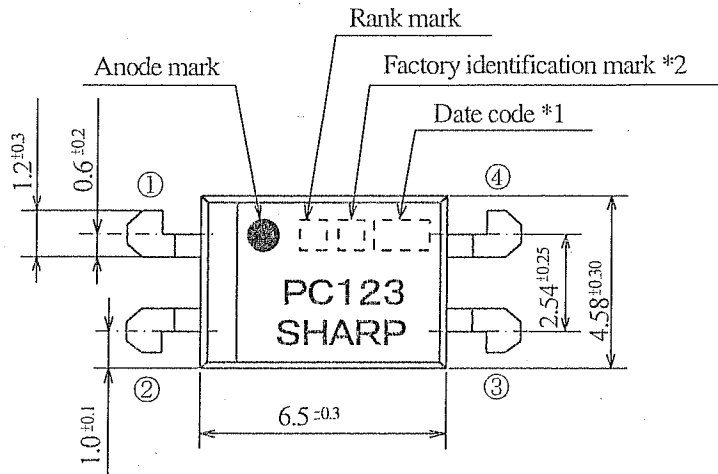 Rank mark
Anode mark
Factory identification mark *2
Date code *1
1.2±0.3
0.6±0.2
①
④
PC123
SHARP
2.54±0.25
4.58±0.30
②
③
1.0±0.1
6.5±0.3